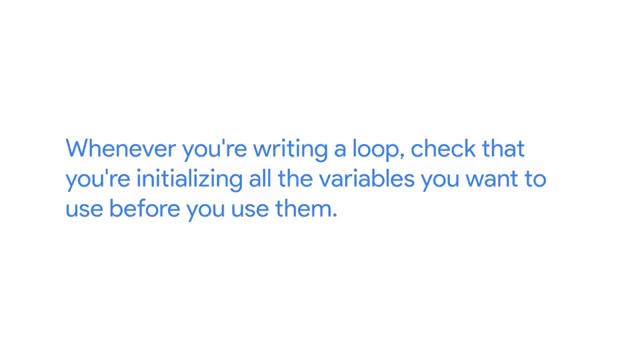 Whenever you're writing a loop, check that
you're initializing all the variables you want to
use before you use them.